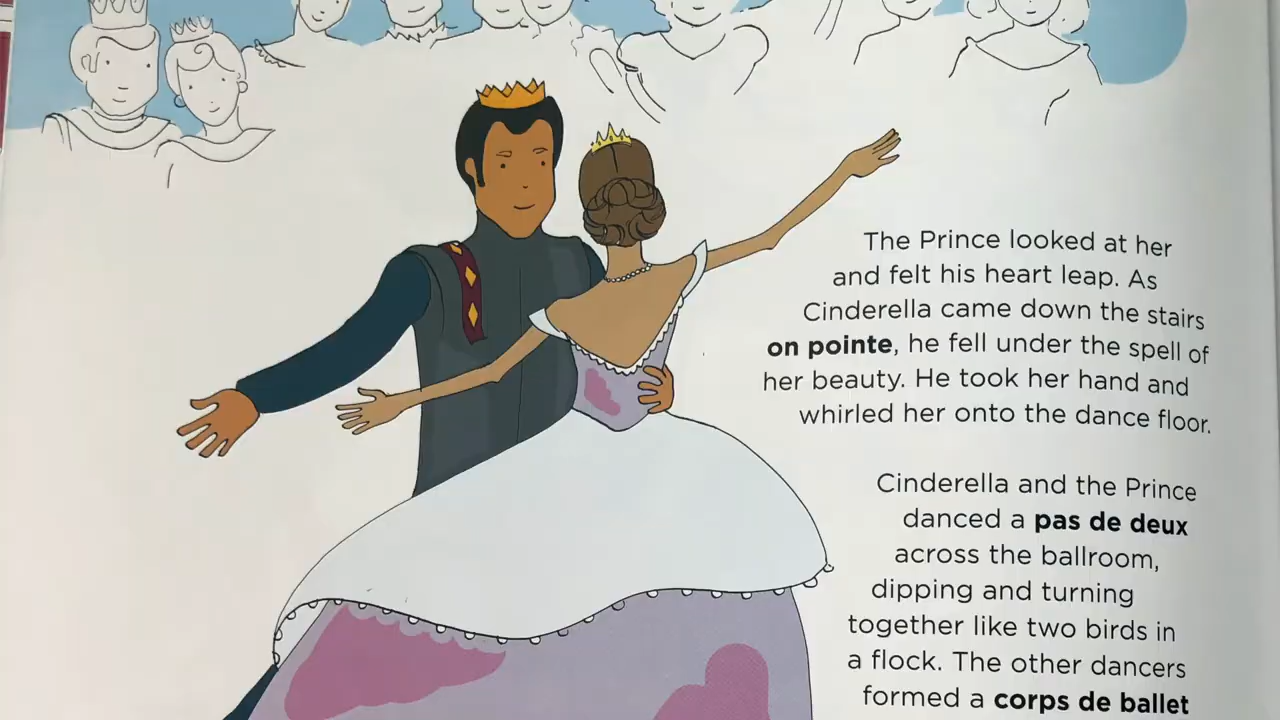 The Prince looked at her
and felt his heart leap. As
Cinderella came down the stairs
on pointe, he fell under the spell of
her beauty. He took her hand and
whirled her onto the dance floor.
Cinderella and the Prince
danced a pas de deux
across the ballroom,
dipping and turning
together like two birds in
a flock. The other dancers
formed a corps de ballet